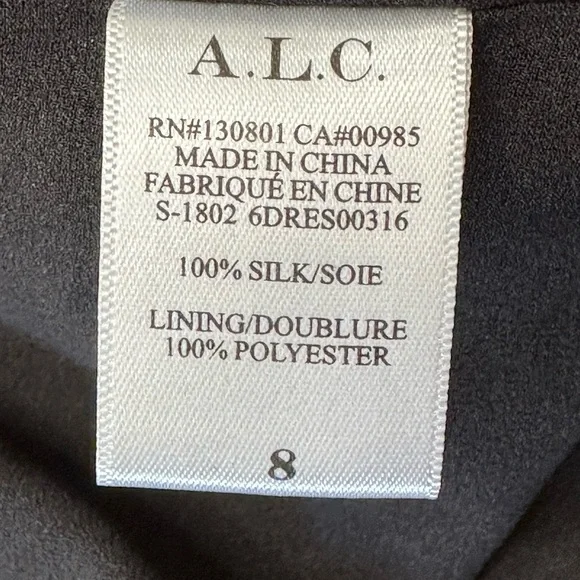 A.L.C.
RN#130801 CA#00985
MADE IN CHINA
FABRIQUÉ EN CHINE
S-1802 6DRES00316
100% SILK/SOIE
LINING/DOUBLURE
100% POLYESTER
8